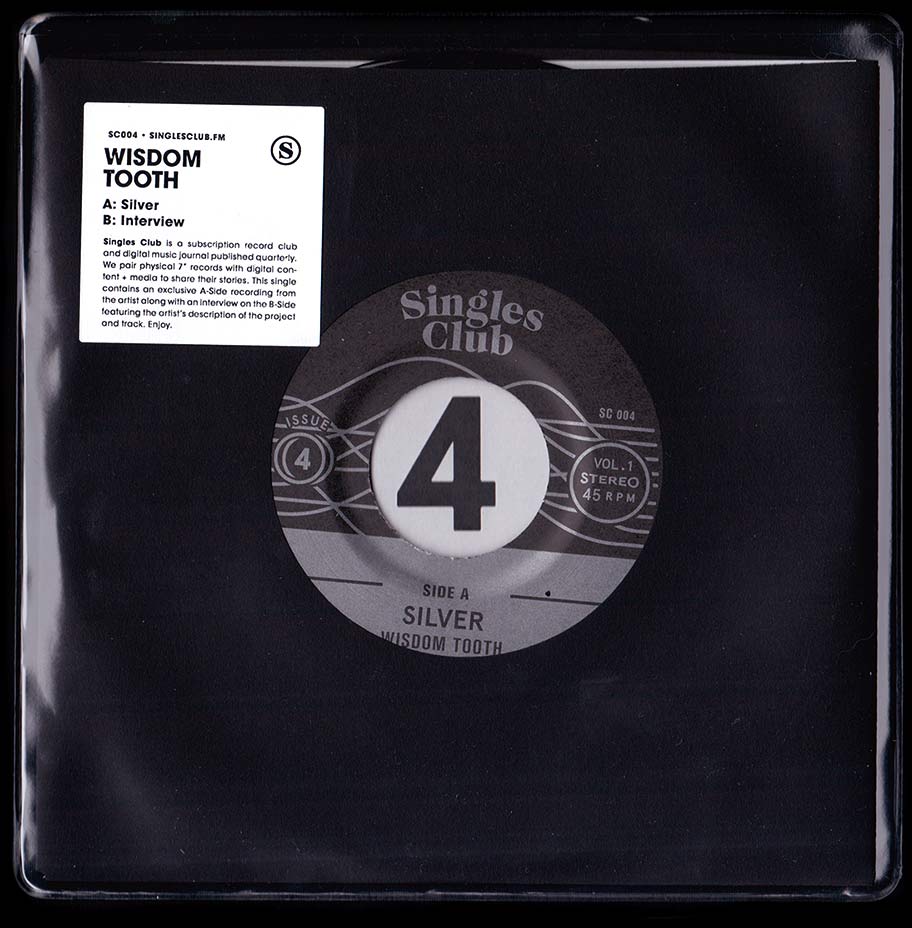 SC004 • SINGLESCLUB.FM
S
WISDOM
TOOTH
A: Silver
B: Interview
Singles Club is a subscription record club
and digital music journal published quarterly.
We pair physical 7" records with digital con-
tent + media to share their stories. This single
contains an exclusive A-Side recording from
the artist along with an interview on the B-Side
featuring the artist's description of the project
and track. Enjoy.
Singles
Club
SC 004
ISSUE
4
4
VOL.1
STEREO
45 RPM
SIDE A
SILVER
WISDOM TOOTH